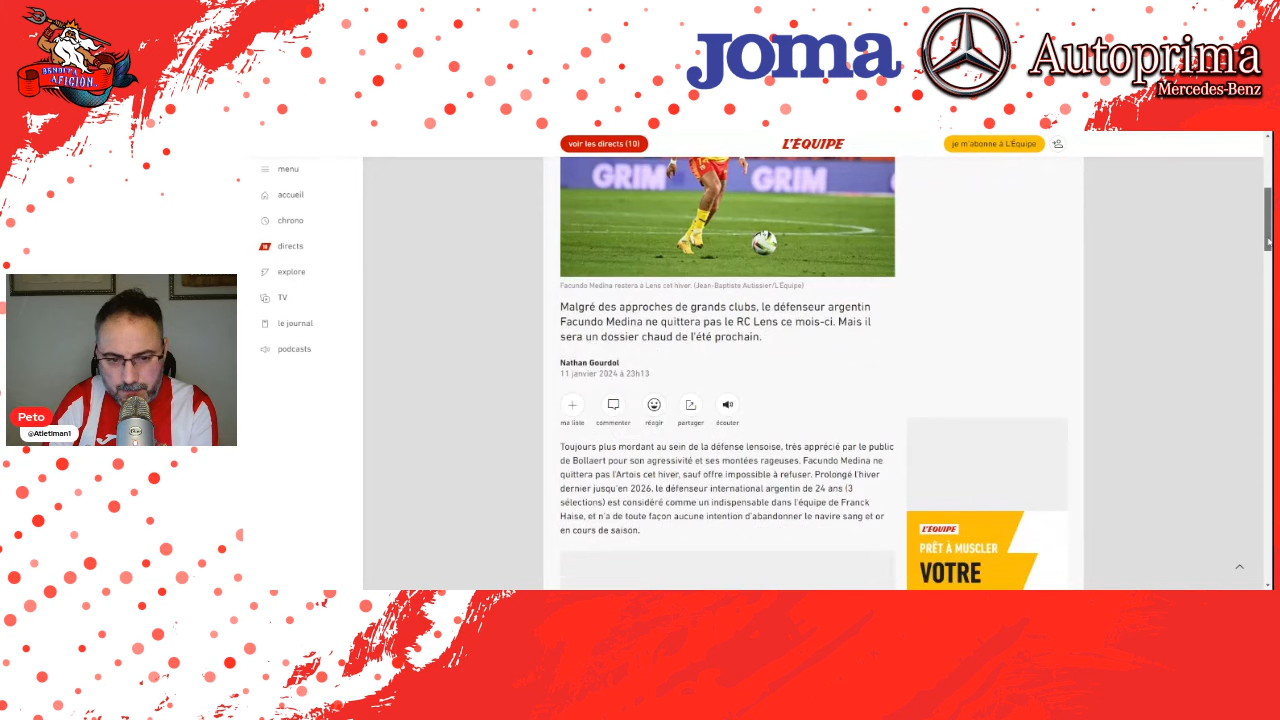 BENDITA
AFICIÓN
Joma
Autoprima
Mercedes-Benz
voir les directs (10)
L'ÉQUIPE
je m'abonne à L'Équipe
menu
accueil
chrono
directs
explore
TV
le journal
podcasts
GRIM GRIM
Facundo Medina restera à Lens cet hiver. (Jean-Baptiste Autissier/L'Équipe)
Malgré des approches de grands clubs, le défenseur argentin
Facundo Medina ne quittera pas le RC Lens ce mois-ci. Mais il
sera un dossier chaud de l'été prochain.
Nathan Gourdol
11 janvier 2024 à 23h13
ma liste commenter réagir partager écouter
Toujours plus mordant au sein de la défense lensoise, très apprécié par le public
de Bollaert pour son agressivité et ses montées rageuses, Facundo Medina ne
quittera pas l'Artois cet hiver, sauf offre impossible à refuser. Prolongé l'hiver
dernier jusqu'en 2026, le défenseur international argentin de 24 ans (3
sélections) est considéré comme un indispensable dans l'équipe de Franck
Haise, et n'a de toute façon aucune intention d'abandonner le navire sang et or
en cours de saison.
L'ÉQUIPE
PRÊT À MUSCLER
VOTRE
Peto
@Atletiman1